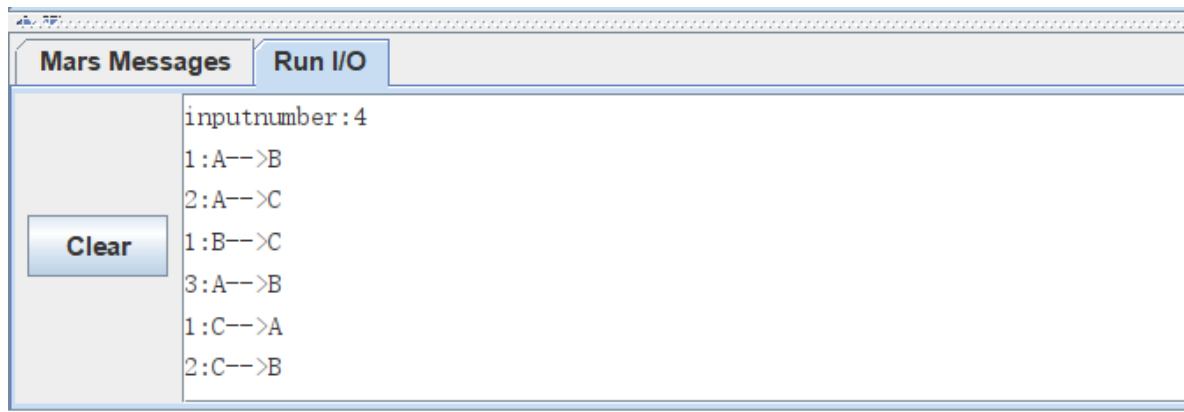 Mars Messages Run I/O
inputnumber:4
1:A-->B
2:A-->C
Clear
1:B-->C
3:A-->B
1:C-->A
2:C-->B